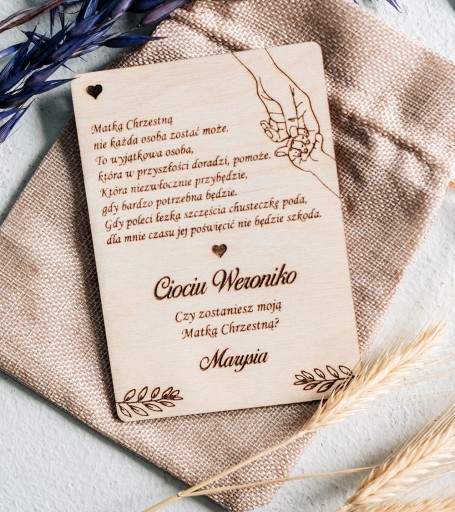 Matką Chrzestną
nie każda osoba zostać może.
To wyjątkowa osoba,
która w przyszłości doradzi, pomoże.
Która niezwłocznie przybędzie,
gdy bardzo potrzebna będzie.
Gdy poleci łezka szczęścia chusteczkę poda,
dla mnie czasu jej poświęcić nie będzie szkoda.
Ciociu Weroniko
Czy zostaniesz moją
Matką Chrzestną?
Marysia